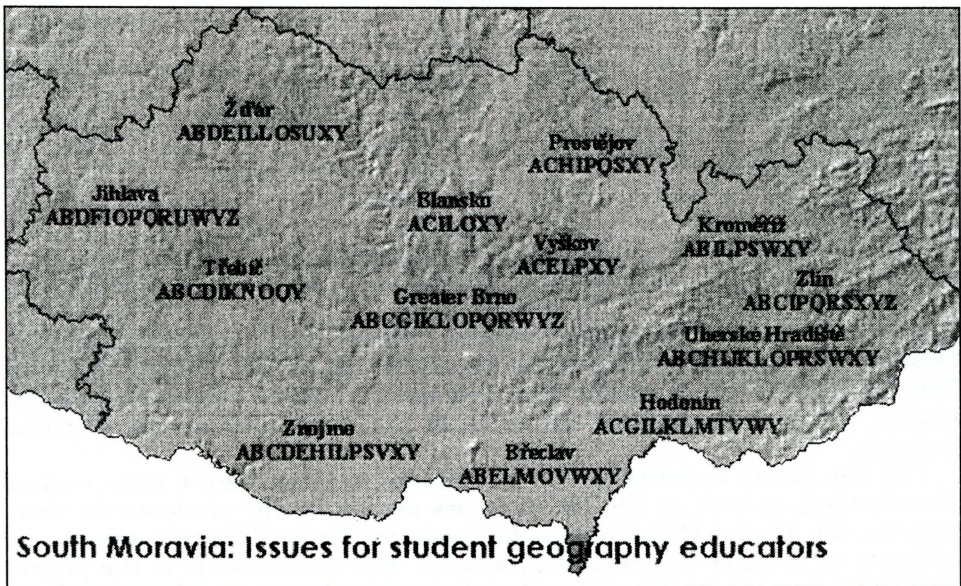 Žďár
ABDEILLOSUXY
Prostějov
ACHIPQSXY
Jihlava
ABDFIOPQRUWYZ
Blansko
ACILOXY
Kroměříž
ABILPSWXY
Vyškov
ACELPXY
Třebíč
ABCDIKNOQY
Zlín
ABCIPQRSXYZ
Greater Brno
ABCGIKLOPQRWYZ
Uherské Hradiště
ABCHIJKLOPRSWXY
Hodonín
ACGILKLMTVWY
Znojmo
ABCDEHILPSVXY
Břeclav
ABELMOVWXY
South Moravia: Issues for student geography educators